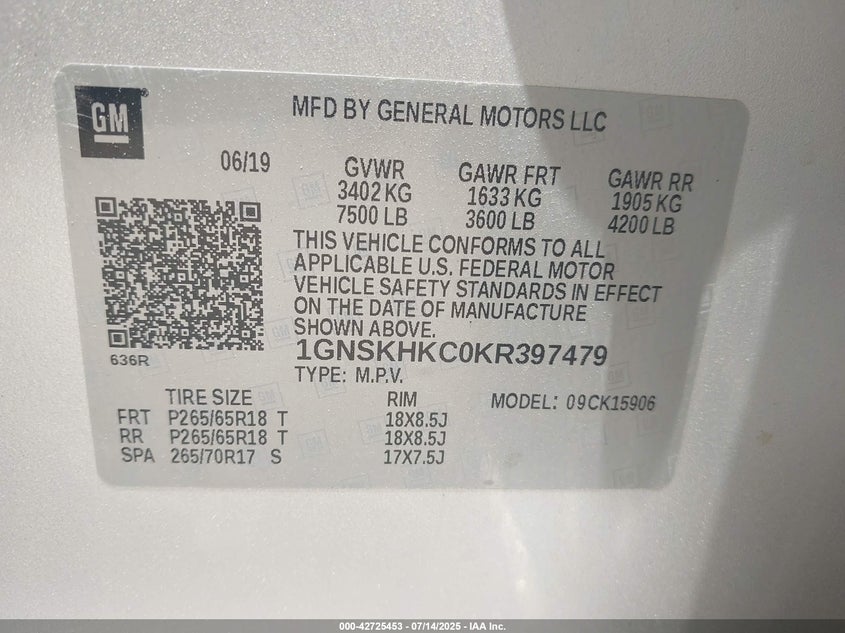 GM
MFD BY GENERAL MOTORS LLC
06/19 GVWR GAWR FRT GAWR RR
3402 KG 1633 KG 1905 KG
7500 LB 3600 LB 4200 LB
THIS VEHICLE CONFORMS TO ALL
APPLICABLE U.S. FEDERAL MOTOR
VEHICLE SAFETY STANDARDS IN EFFECT
ON THE DATE OF MANUFACTURE
SHOWN ABOVE.
636R
1GNSKHKC0KR397479
TYPE: M.P.V.
TIRE SIZE RIM MODEL: 09CK15906
FRT P265/65R18 T 18X8.5J
RR P265/65R18 T 18X8.5J
SPA 265/70R17 S 17X7.5J
000-42725453 - 07/14/2025 - IAA Inc.